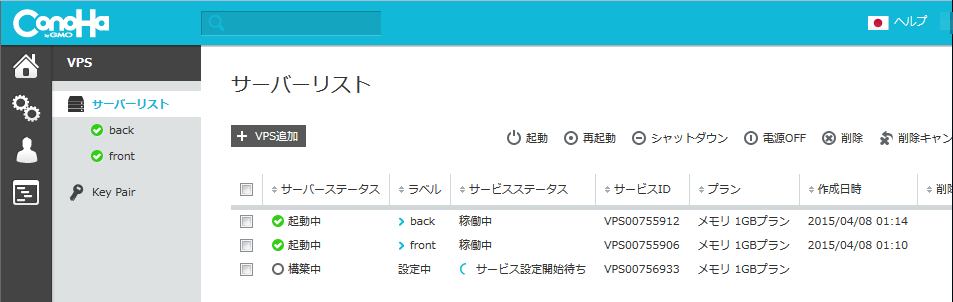 ConoHa
by GMO
ヘルプ
VPS
サーバーリスト
back
front
Key Pair
サーバーリスト
+ VPS追加
起動 再起動 シャットダウン 電源OFF 削除 削除キャン
サーバーステータス ラベル サービスステータス サービスID プラン 作成日時 削除
起動中 back 稼働中 VPS00755912 メモリ 1GBプラン 2015/04/08 01:14
起動中 front 稼働中 VPS00755906 メモリ 1GBプラン 2015/04/08 01:10
構築中 設定中 サービス設定開始待ち VPS00756933 メモリ 1GBプラン